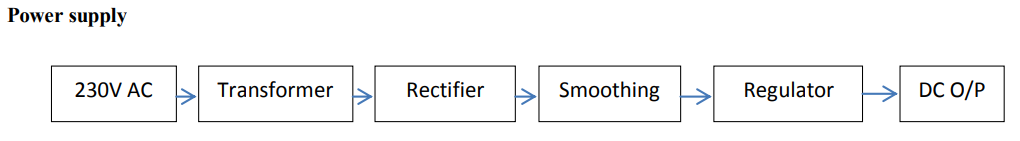 Power supply
230V AC Transformer Rectifier Smoothing Regulator DC O/P